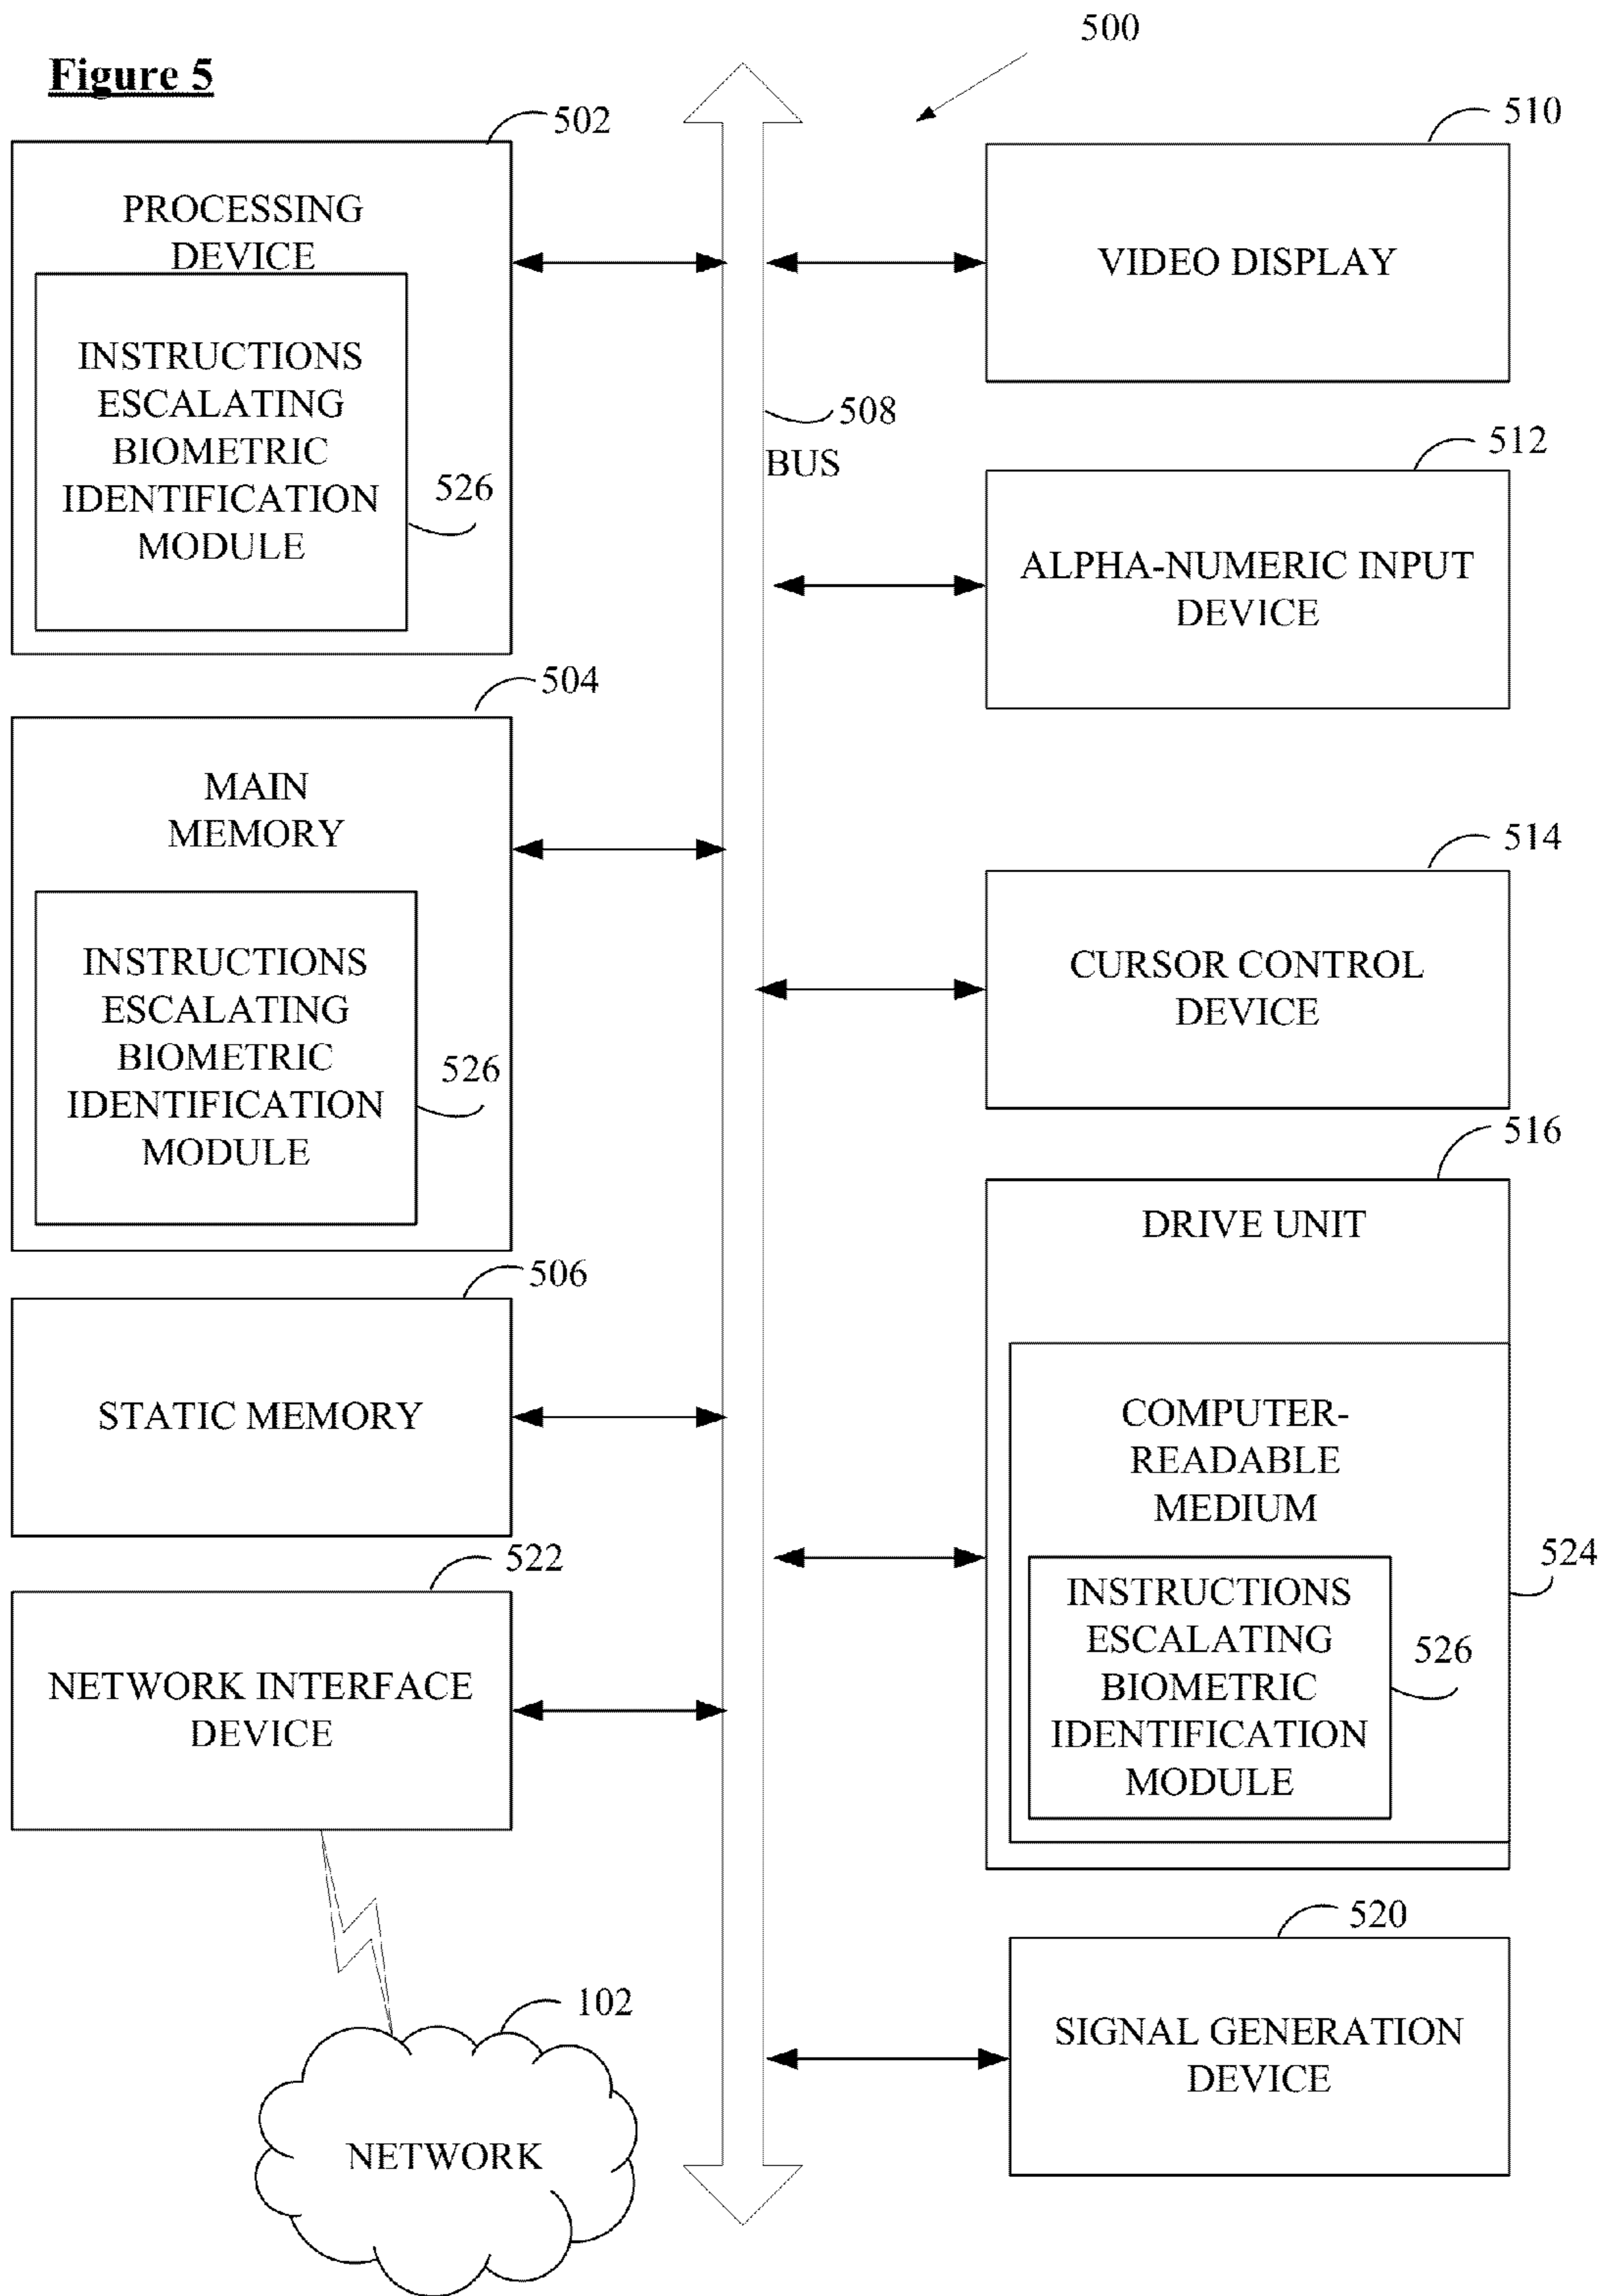 Figure 5
500
502
PROCESSING
DEVICE
INSTRUCTIONS
ESCALATING
BIOMETRIC
IDENTIFICATION
MODULE
526
504
MAIN
MEMORY
INSTRUCTIONS
ESCALATING
BIOMETRIC
IDENTIFICATION
MODULE
526
506
STATIC MEMORY
522
NETWORK INTERFACE
DEVICE
102
NETWORK
508
BUS
510
VIDEO DISPLAY
512
ALPHA-NUMERIC INPUT
DEVICE
514
CURSOR CONTROL
DEVICE
516
DRIVE UNIT
COMPUTER-
READABLE
MEDIUM
524
INSTRUCTIONS
ESCALATING
BIOMETRIC
IDENTIFICATION
MODULE
526
520
SIGNAL GENERATION
DEVICE